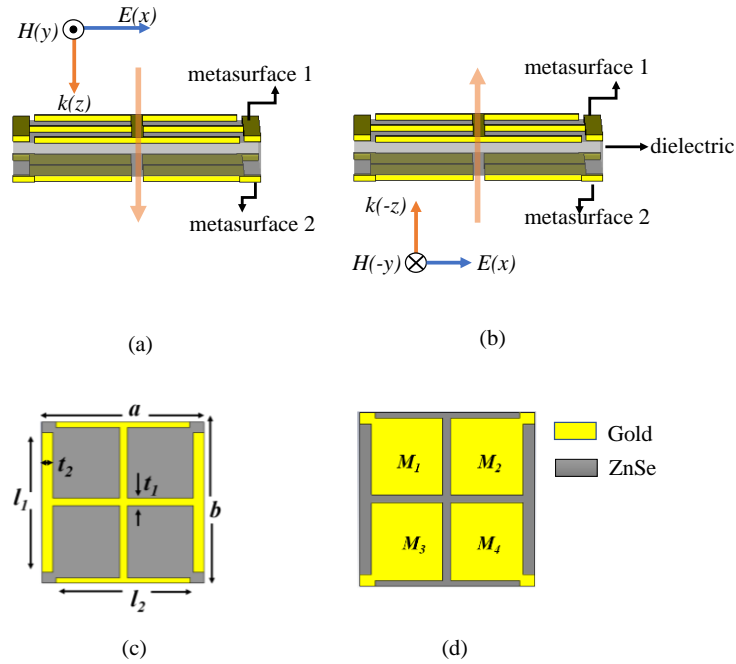 H(y)
E(x)
k(z)
metasurface 1
metasurface 2
(a)
metasurface 1
dielectric
metasurface 2
k(-z)
H(-y)
E(x)
(b)
a
t2
t1
l1
b
l2
(c)
M1
M2
M3
M4
Gold
ZnSe
(d)